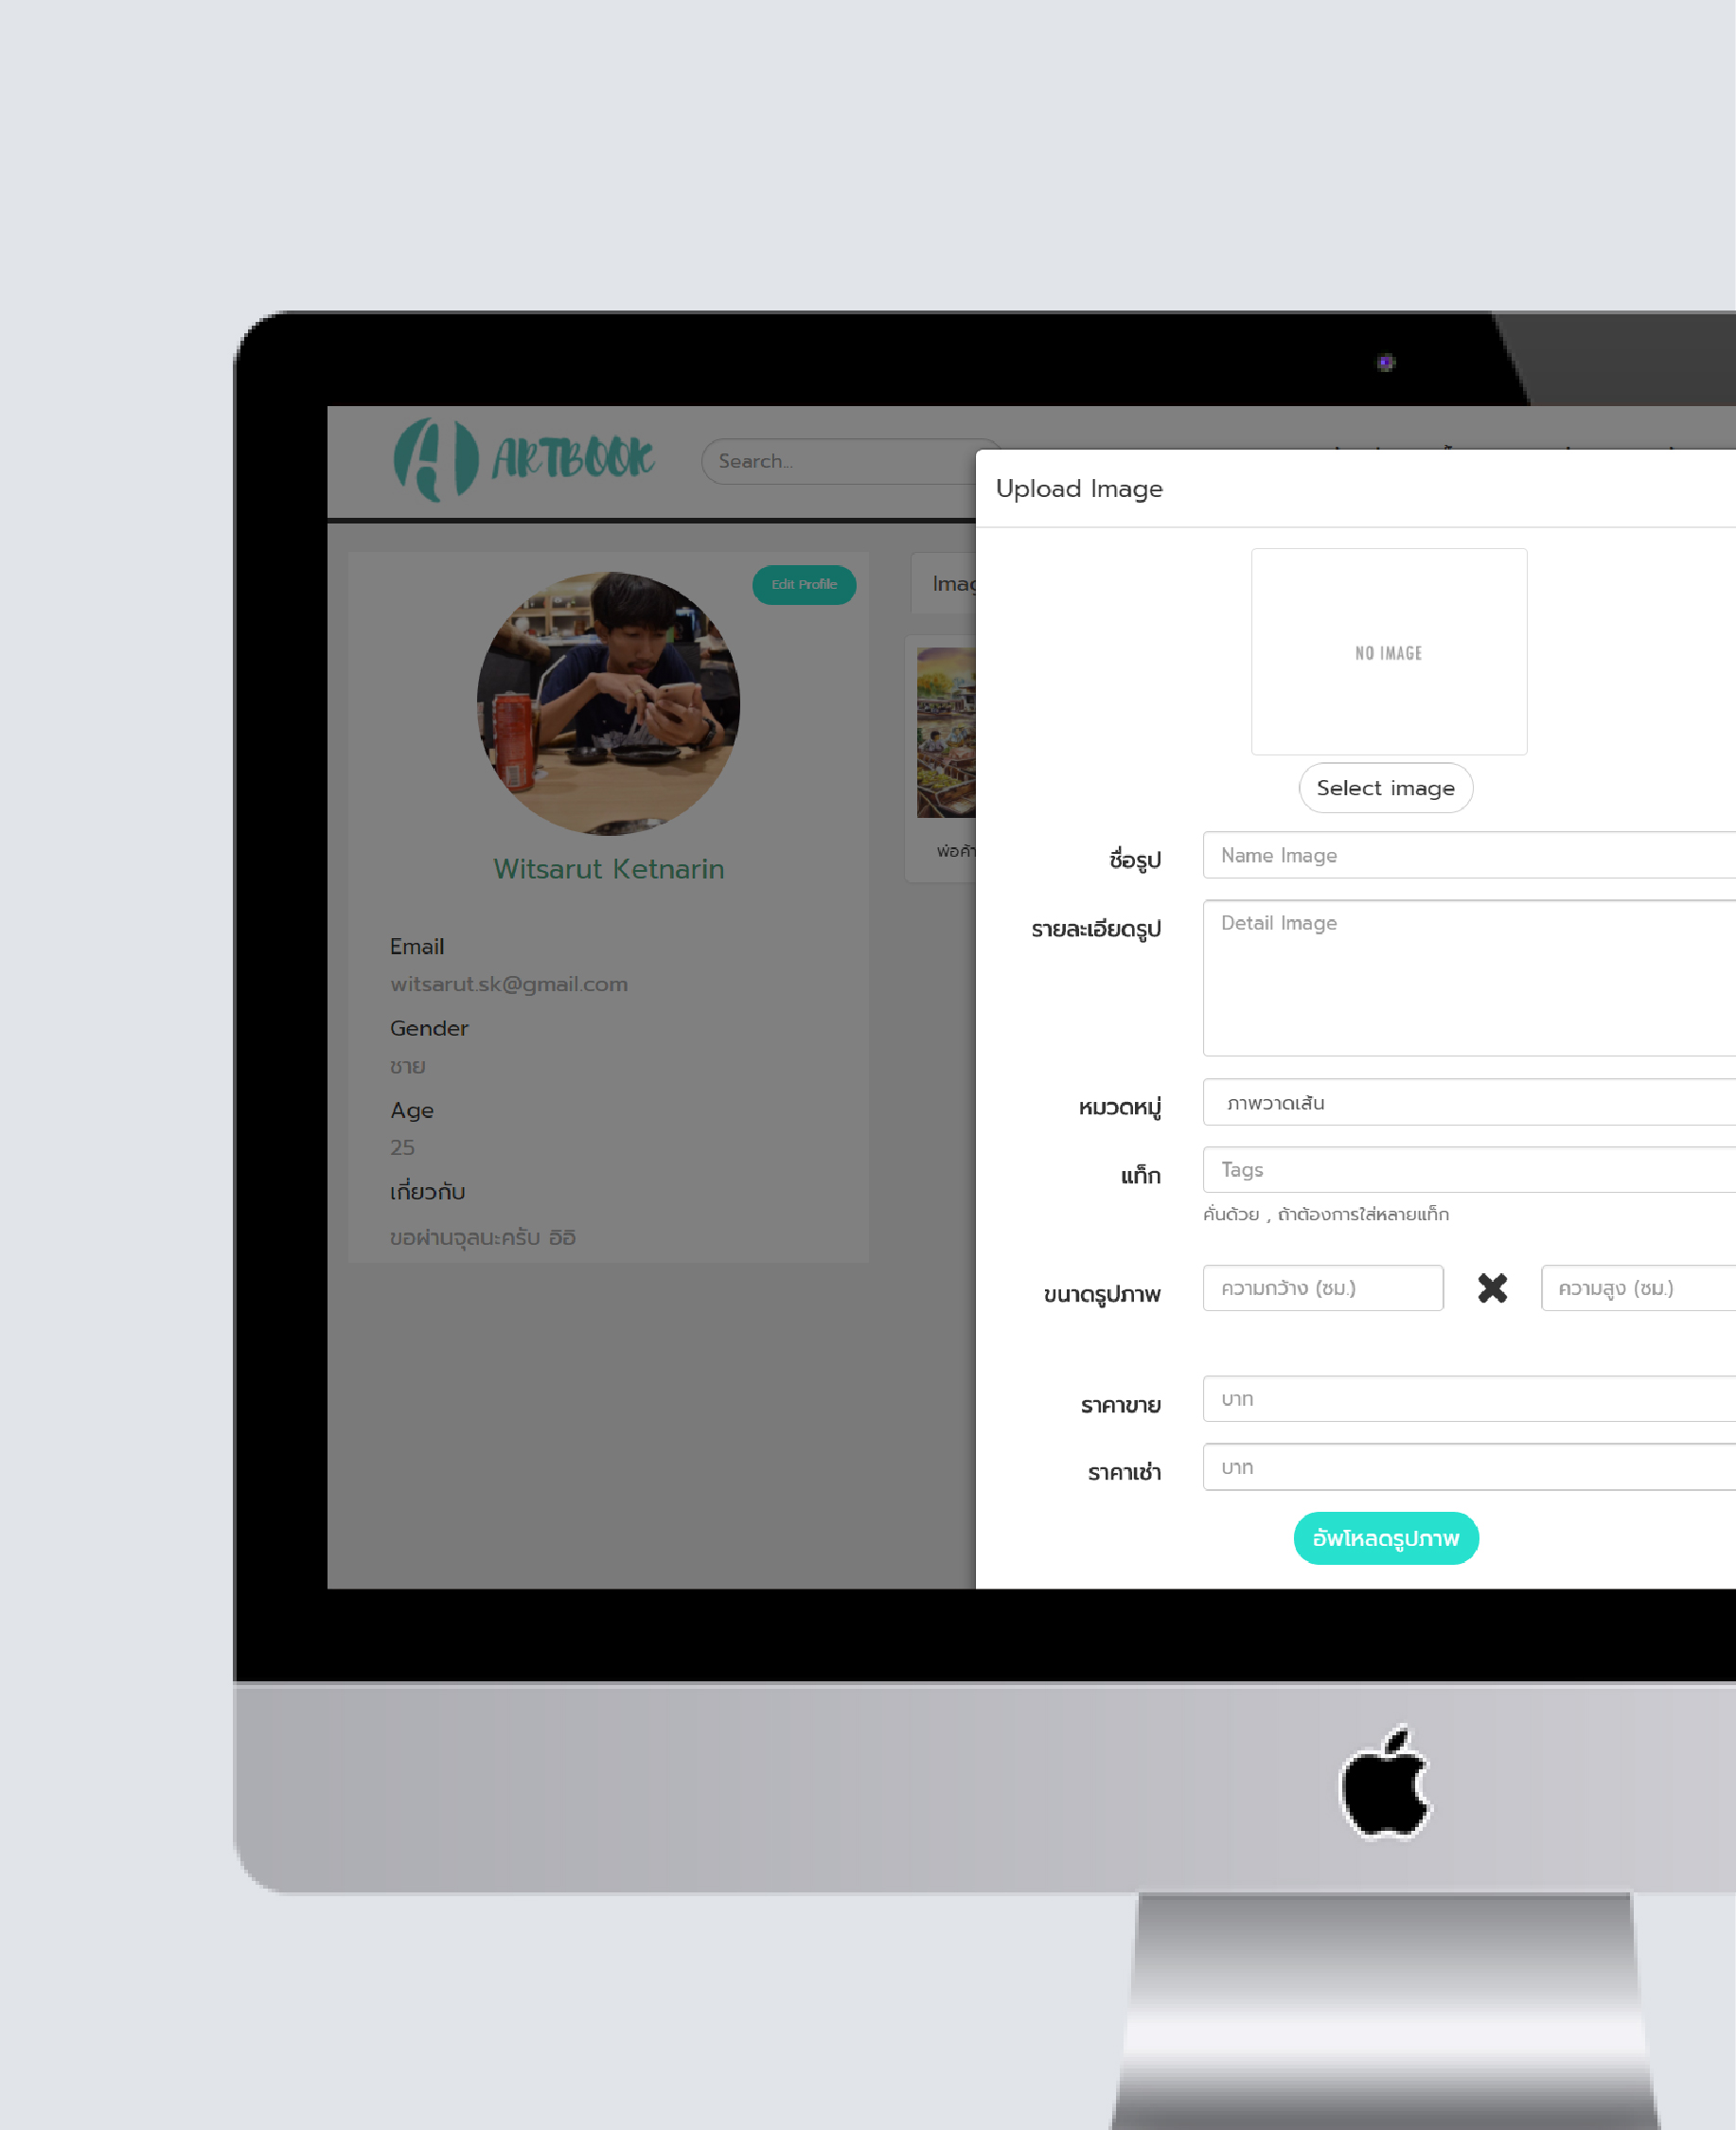 ARTBOOK
Search...
Upload Image
Edit Profile
NO IMAGE
Select image
Witsarut Ketnarin
Email
witsarut.sk@gmail.com
Gender
ชาย
Age
25
เกี่ยวกับ
ขอผ่านจุลนะครับ อิอิ
ชื่อรูป
Name Image
รายละเอียดรูป
Detail Image
หมวดหมู่
ภาพวาดเส้น
แท็ก
Tags
คั่นด้วย , ถ้าต้องการใส่หลายแท็ก
ขนาดรูปภาพ
ความกว้าง (ซม.)
ความสูง (ซม.)
ราคาขาย
บาท
ราคาเช่า
บาท
อัพโหลดรูปภาพ